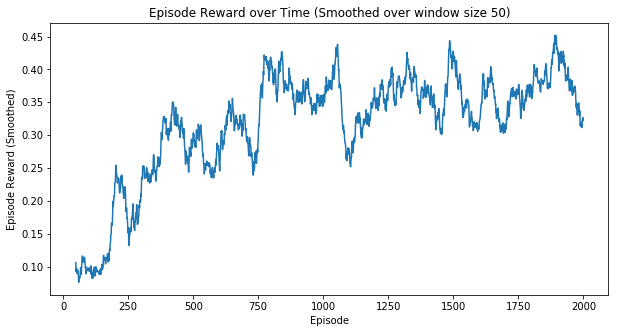 Episode Reward over Time (Smoothed over window size 50)
Episode Reward (Smoothed)
0.45
0.40
0.35
0.30
0.25
0.20
0.15
0.10
0 250 500 750 1000 1250 1500 1750 2000
Episode